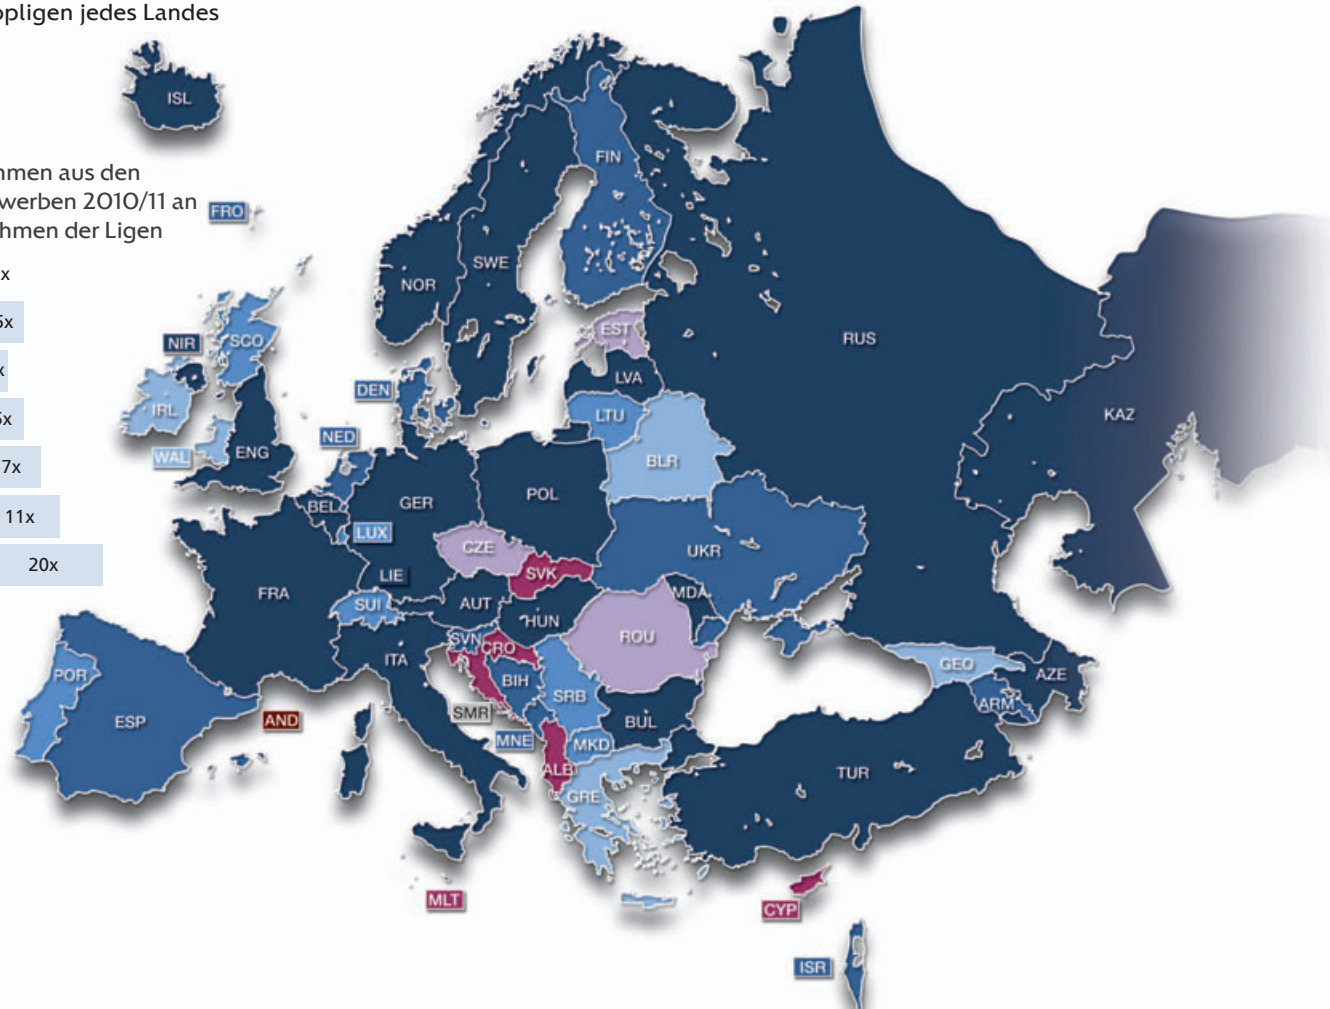 opligen jedes Landes
ISL
FIN
men aus den
werben 2010/11 an
FRO
hmen der Ligen
SWE
x
NOR
5x
EST
RUS
NIR
SCO
x
LVA
DEN
IRL
LTU
KAZ
5x
NED
WAL
ENG
BLR
7x
POL
GER
BEL
11x
LUX
CZE
UKR
20x
SVK
LIE
FRA
MDA
AUT
SUI
HUN
ROU
SVN
CRO
ITA
GEO
POR
AZE
BIH
SRB
ARM
SMR
ESP
AND
BUL
MNE
MKD
ALB
TUR
GRE
MLT
CYP
ISR